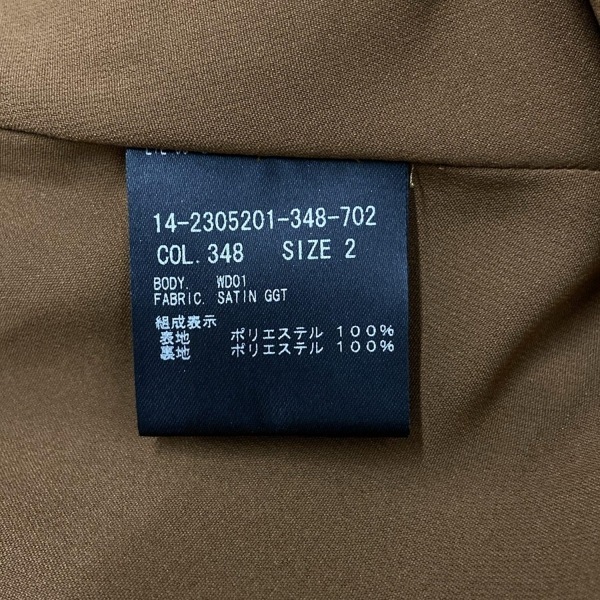 14-2305201-348-702
COL. 348 SIZE 2
BODY. WD01
FABRIC. SATIN GGT
組成表示
表地 ポリエステル 100%
裏地 ポリエステル 100%